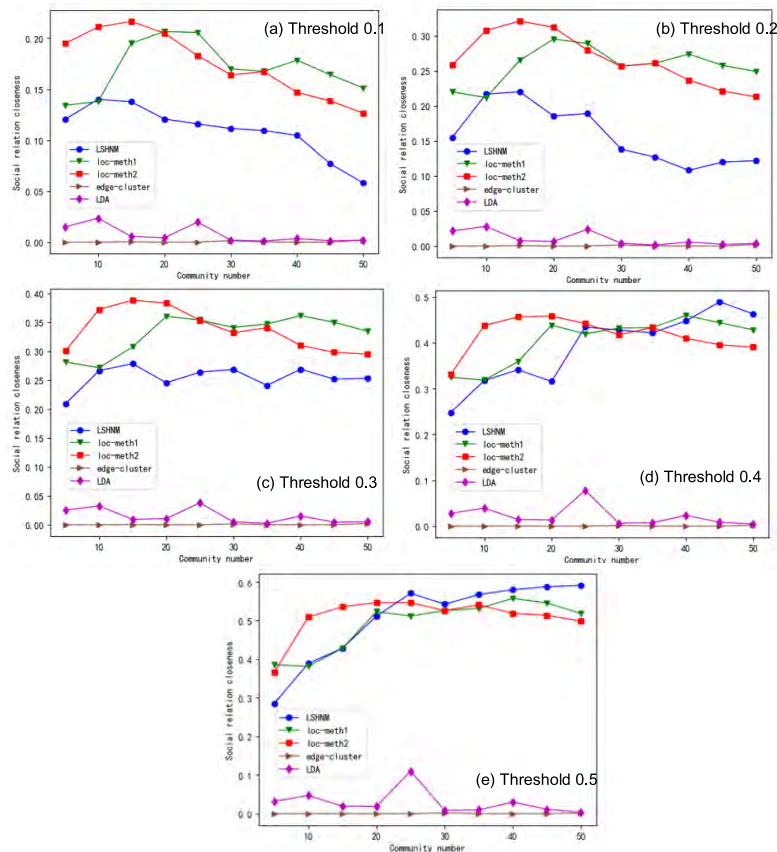 (a) Threshold 0.1
Social relation closeness
0.20
0.15
0.10
0.05
0.00
LSHNM
loc-meth1
loc-meth2
edge-cluster
LDA
10 20 30 40 50
Community number
(b) Threshold 0.2
Social relation closeness
0.30
0.25
0.20
0.15
0.10
0.05
0.00
LSHNM
loc-meth1
loc-meth2
edge-cluster
LDA
10 20 30 40 50
Community number
(c) Threshold 0.3
Social relation closeness
0.40
0.35
0.30
0.25
0.20
0.15
0.10
0.05
0.00
LSHNM
loc-meth1
loc-meth2
edge-cluster
LDA
10 20 30 40 50
Community number
(d) Threshold 0.4
Social relation closeness
0.5
0.4
0.3
0.2
0.1
0.0
LSHNM
loc-meth1
loc-meth2
edge-cluster
LDA
10 20 30 40 50
Community number
(e) Threshold 0.5
Social relation closeness
0.6
0.5
0.4
0.3
0.2
0.1
0.0
LSHNM
loc-meth1
loc-meth2
edge-cluster
LDA
10 20 30 40 50
Community number